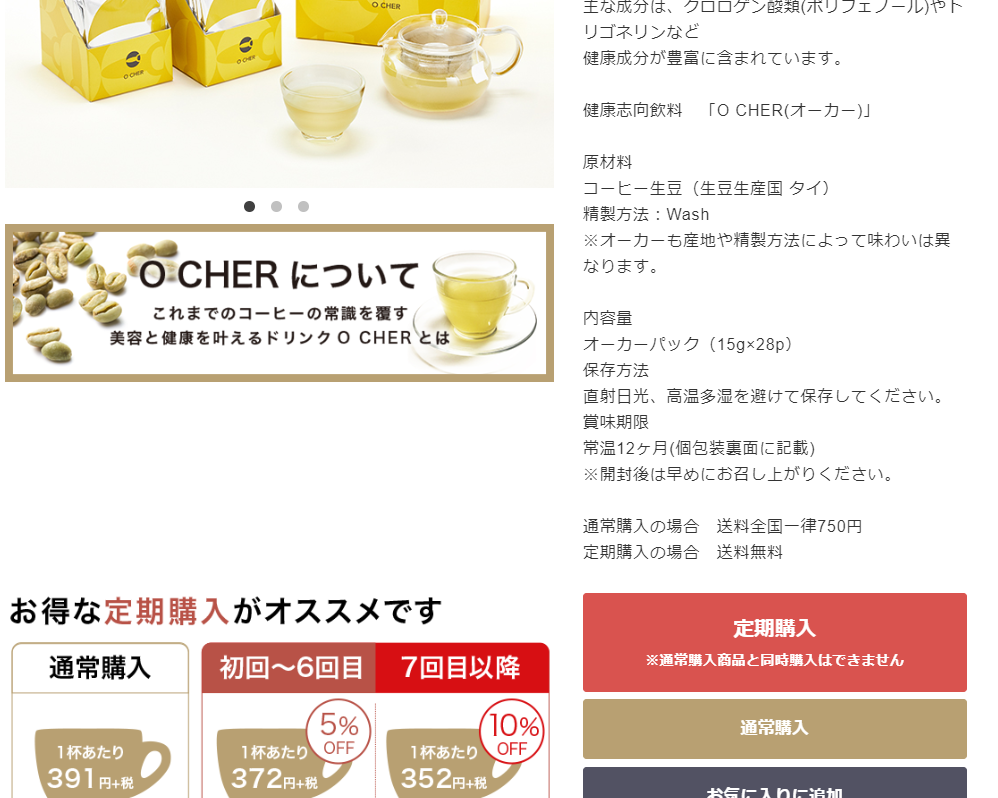 O CHER
O CHER
O CHER
O CHER について
これまでのコーヒーの常識を覆す
美容と健康を叶えるドリンク O CHER とは
お得な定期購入がオススメです
通常購入
初回〜6回目
7回目以降
5%
OFF
10%
OFF
1杯あたり
391円+税
1杯あたり
372円+税
1杯あたり
352円+税
主な成分は、クロロゲン酸類(ポリフェノール)やト
リゴネリンなど
健康成分が豊富に含まれています。
健康志向飲料　「O CHER(オーカー)」
原材料
コーヒー生豆（生豆生産国 タイ）
精製方法：Wash
※オーカーも産地や精製方法によって味わいは異
なります。
内容量
オーカーパック（15g×28p）
保存方法
直射日光、高温多湿を避けて保存してください。
賞味期限
常温12ヶ月(個包装裏面に記載)
※開封後は早めにお召し上がりください。
通常購入の場合　送料全国一律750円
定期購入の場合　送料無料
定期購入
※通常購入商品と同時購入はできません
通常購入
お気に入りに追加